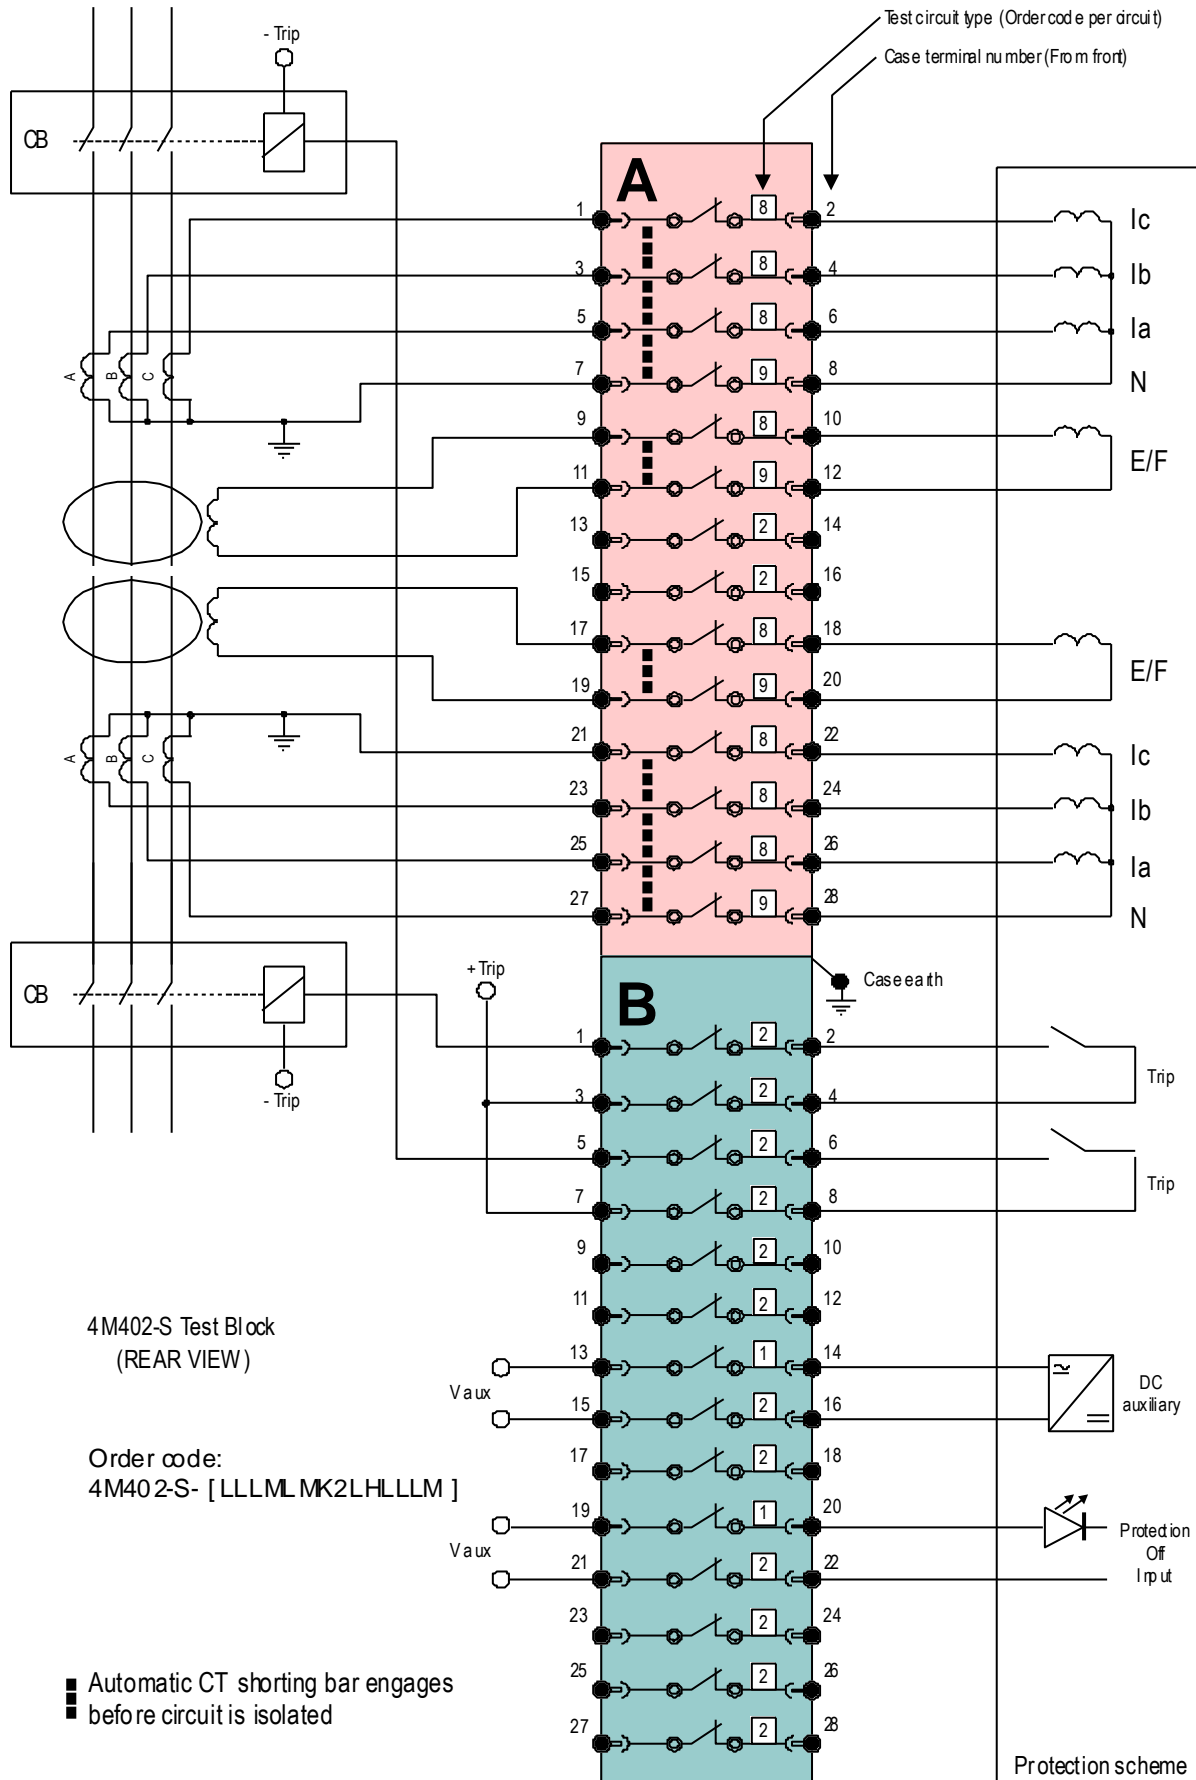 Test circuit type (Order code per circuit)
Case terminal number (From front)
- Trip
CB
A
1 8 2 Ic
3 8 4 Ib
5 8 6 Ia
7 9 8 N
A B C
9 8 10
E/F
11 9 12
13 2 14
15 2 16
17 8 18
E/F
19 9 20
21 8 22 Ic
A B C
23 8 24 Ib
25 8 26 Ia
27 9 28 N
CB
+ Trip
Case earth
B
1 2 2
- Trip
Trip
3 2 4
5 2 6
Trip
7 2 8
9 2 10
11 2 12
4M402-S Test Block
(REAR VIEW)
13 1 14
Vaux
DC
auxiliary
15 2 16
17 2 18
Order code:
4M402-S- [ LLLMLMK2LHLLLM ]
19 1 20
Vaux
Protection
Off
Input
21 2 22
23 2 24
25 2 26
27 2 28
Automatic CT shorting bar engages
before circuit is isolated
Protection scheme